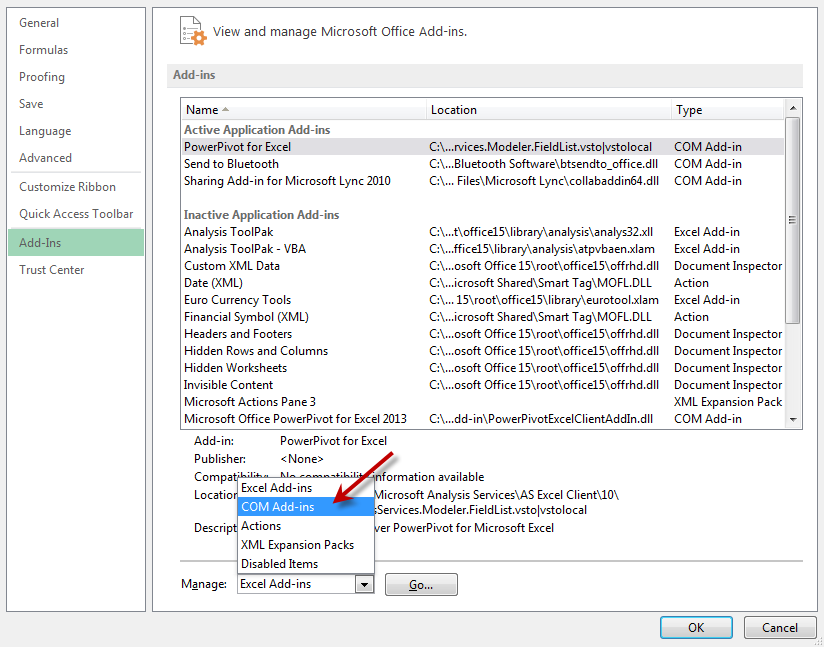 General
Formulas
Proofing
Save
Language
Advanced
Customize Ribbon
Quick Access Toolbar
Add-Ins
Trust Center
View and manage Microsoft Office Add-ins.
Add-ins
Name Location Type
Active Application Add-ins
PowerPivot for Excel C:\...rvices.Modeler.FieldList.vsto|vstolocal COM Add-in
Send to Bluetooth C:\...Bluetooth Software\btsendto_office.dll COM Add-in
Sharing Add-in for Microsoft Lync 2010 C:\... Files\Microsoft Lync\collabaddin64.dll COM Add-in
Inactive Application Add-ins
Analysis ToolPak C:\...t\office15\library\analysis\analys32.xll Excel Add-in
Analysis ToolPak - VBA C:\...ffice15\library\analysis\atpvbaen.xlam Excel Add-in
Custom XML Data C:\...osoft Office 15\root\office15\offrhd.dll Document Inspector
Date (XML) C:\...icrosoft Shared\Smart Tag\MOFL.DLL Action
Euro Currency Tools C:\... 15\root\office15\library\eurotool.xlam Excel Add-in
Financial Symbol (XML) C:\...icrosoft Shared\Smart Tag\MOFL.DLL Action
Headers and Footers C:\...osoft Office 15\root\office15\offrhd.dll Document Inspector
Hidden Rows and Columns C:\...osoft Office 15\root\office15\offrhd.dll Document Inspector
Hidden Worksheets C:\...osoft Office 15\root\office15\offrhd.dll Document Inspector
Invisible Content C:\...osoft Office 15\root\office15\offrhd.dll Document Inspector
Microsoft Actions Pane 3 XML Expansion Pack
Microsoft Office PowerPivot for Excel 2013 C:\...dd-in\PowerPivotExcelClientAddIn.dll COM Add-in
Add-in: PowerPivot for Excel
Publisher: <None>
Compatibility: No compatibility information available
Location Microsoft Analysis Services\AS Excel Client\10\
sServices.Modeler.FieldList.vsto|vstolocal
Descript ver PowerPivot for Microsoft Excel
Excel Add-ins
COM Add-ins
Actions
XML Expansion Packs
Disabled Items
Manage: Excel Add-ins Go...
OK Cancel